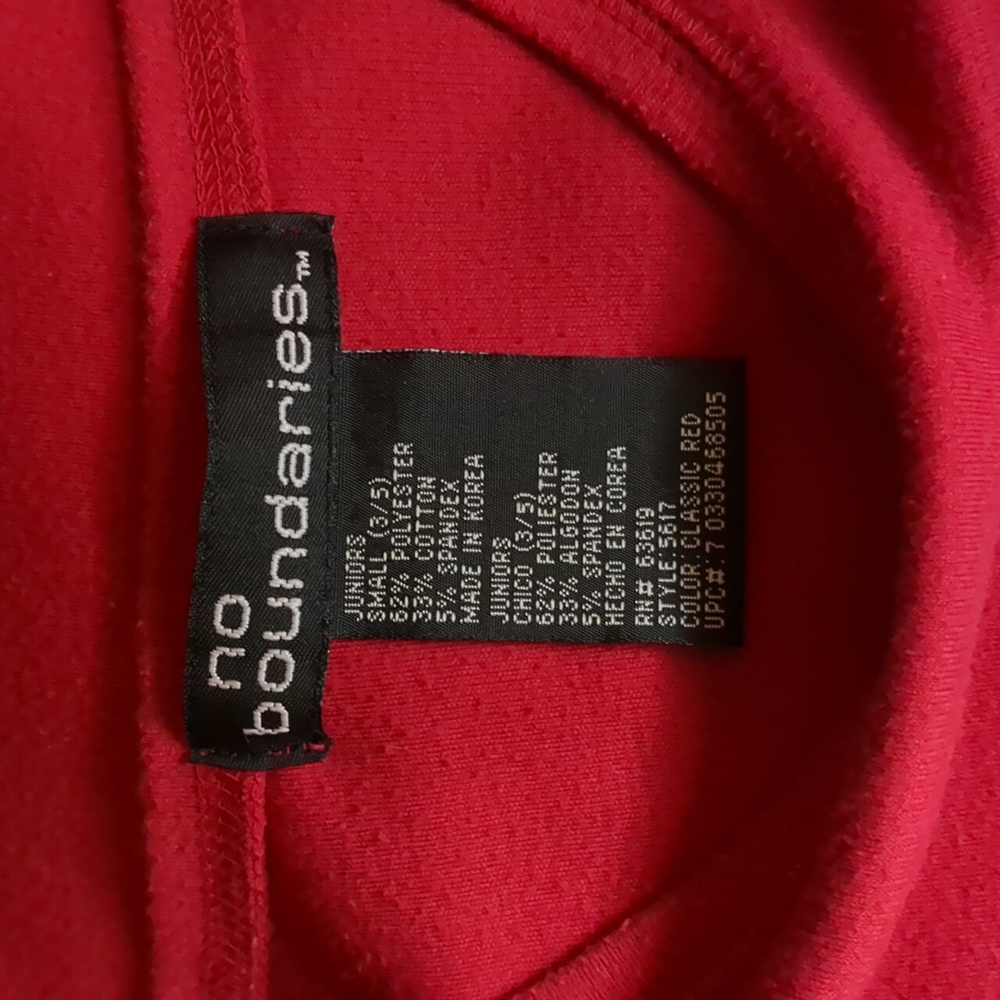 no
boundaries™
JUNIORS
SMALL (3/5)
62% POLYESTER
33% COTTON
5% SPANDEX
MADE IN KOREA
JUNIORS
CHICO (3/5)
62% POLIESTER
33% ALGODON
5% SPANDEX
HECHO EN COREA
RN# 63619
STYLE:5617
COLOR:CLASSIC RED
UPC#:7 0330468505